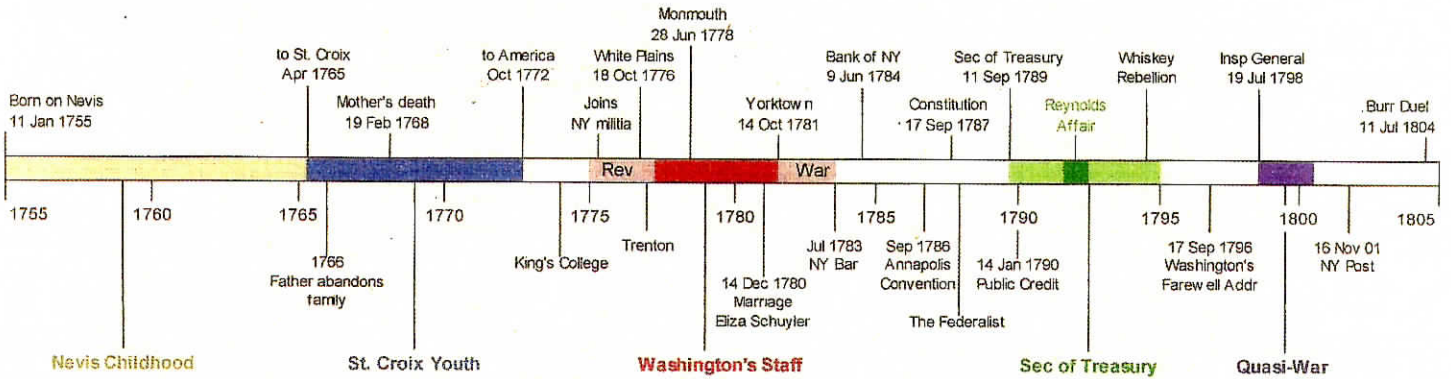 Monmouth
28 Jun 1778
to St. Croix
Apr 1765
to America
Oct 1772
White Plains
18 Oct 1776
Bank of NY
9 Jun 1784
Sec of Treasury
11 Sep 1789
Whiskey
Rebellion
Insp General
19 Jul 1798
Born on Nevis
11 Jan 1755
Mother's death
19 Feb 1768
Joins
NY militia
Yorktown
14 Oct 1781
Constitution
17 Sep 1787
Reynolds
Affair
Burr Duel
11 Jul 1804
Rev War
1755 1760 1765 1770 1775 1780 1785 1790 1795 1800 1805
1766
Father abandons
family
King's College
Trenton
14 Dec 1780
Marriage
Eliza Schuyler
Jul 1783
NY Bar
Sep 1786
Annapolis
Convention
The Federalist
14 Jan 1790
Public Credit
17 Sep 1796
Washington's
Farewell Addr
16 Nov 01
NY Post
Nevis Childhood
St. Croix Youth
Washington's Staff
Sec of Treasury
Quasi-War